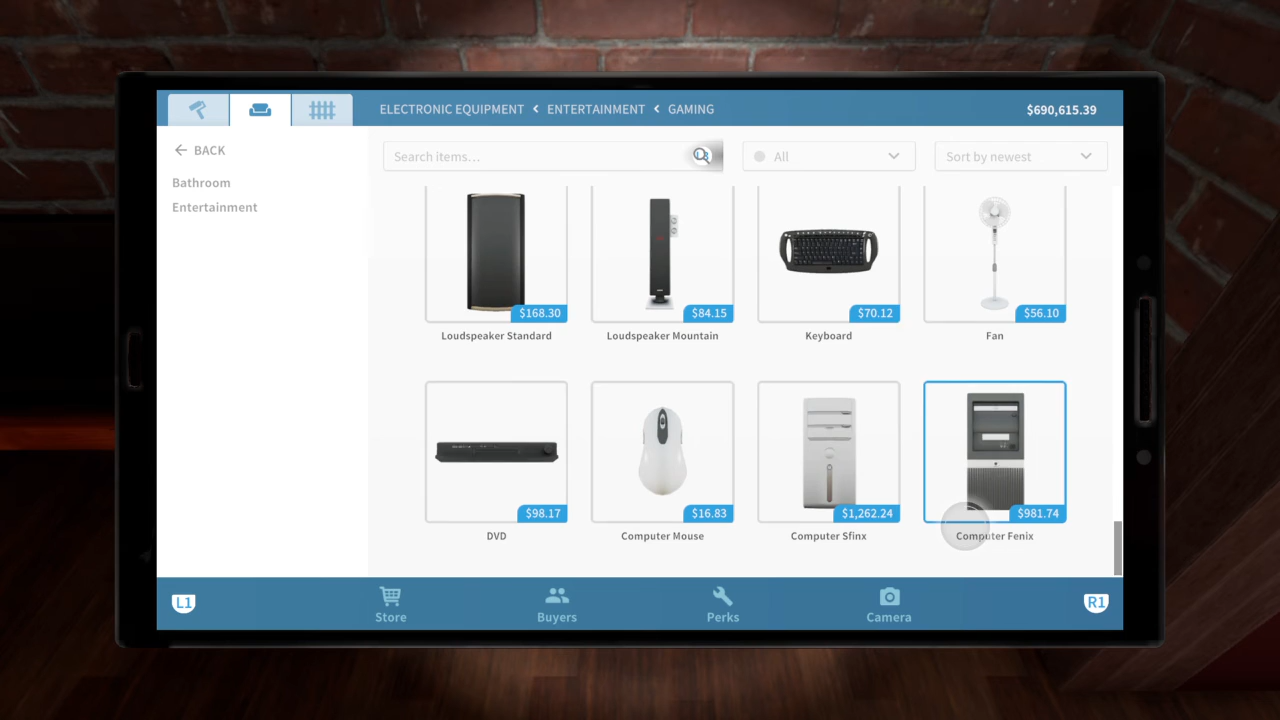 ELECTRONIC EQUIPMENT < ENTERTAINMENT < GAMING
$690,615.39
BACK
Bathroom
Entertainment
Search items...
All
Sort by newest
$168.30
$84.15
$70.12
$56.10
Loudspeaker Standard
Loudspeaker Mountain
Keyboard
Fan
$98.17
$16.83
$1,262.24
$981.74
DVD
Computer Mouse
Computer Sfinx
Computer Fenix
L1
Store
Buyers
Perks
Camera
R1